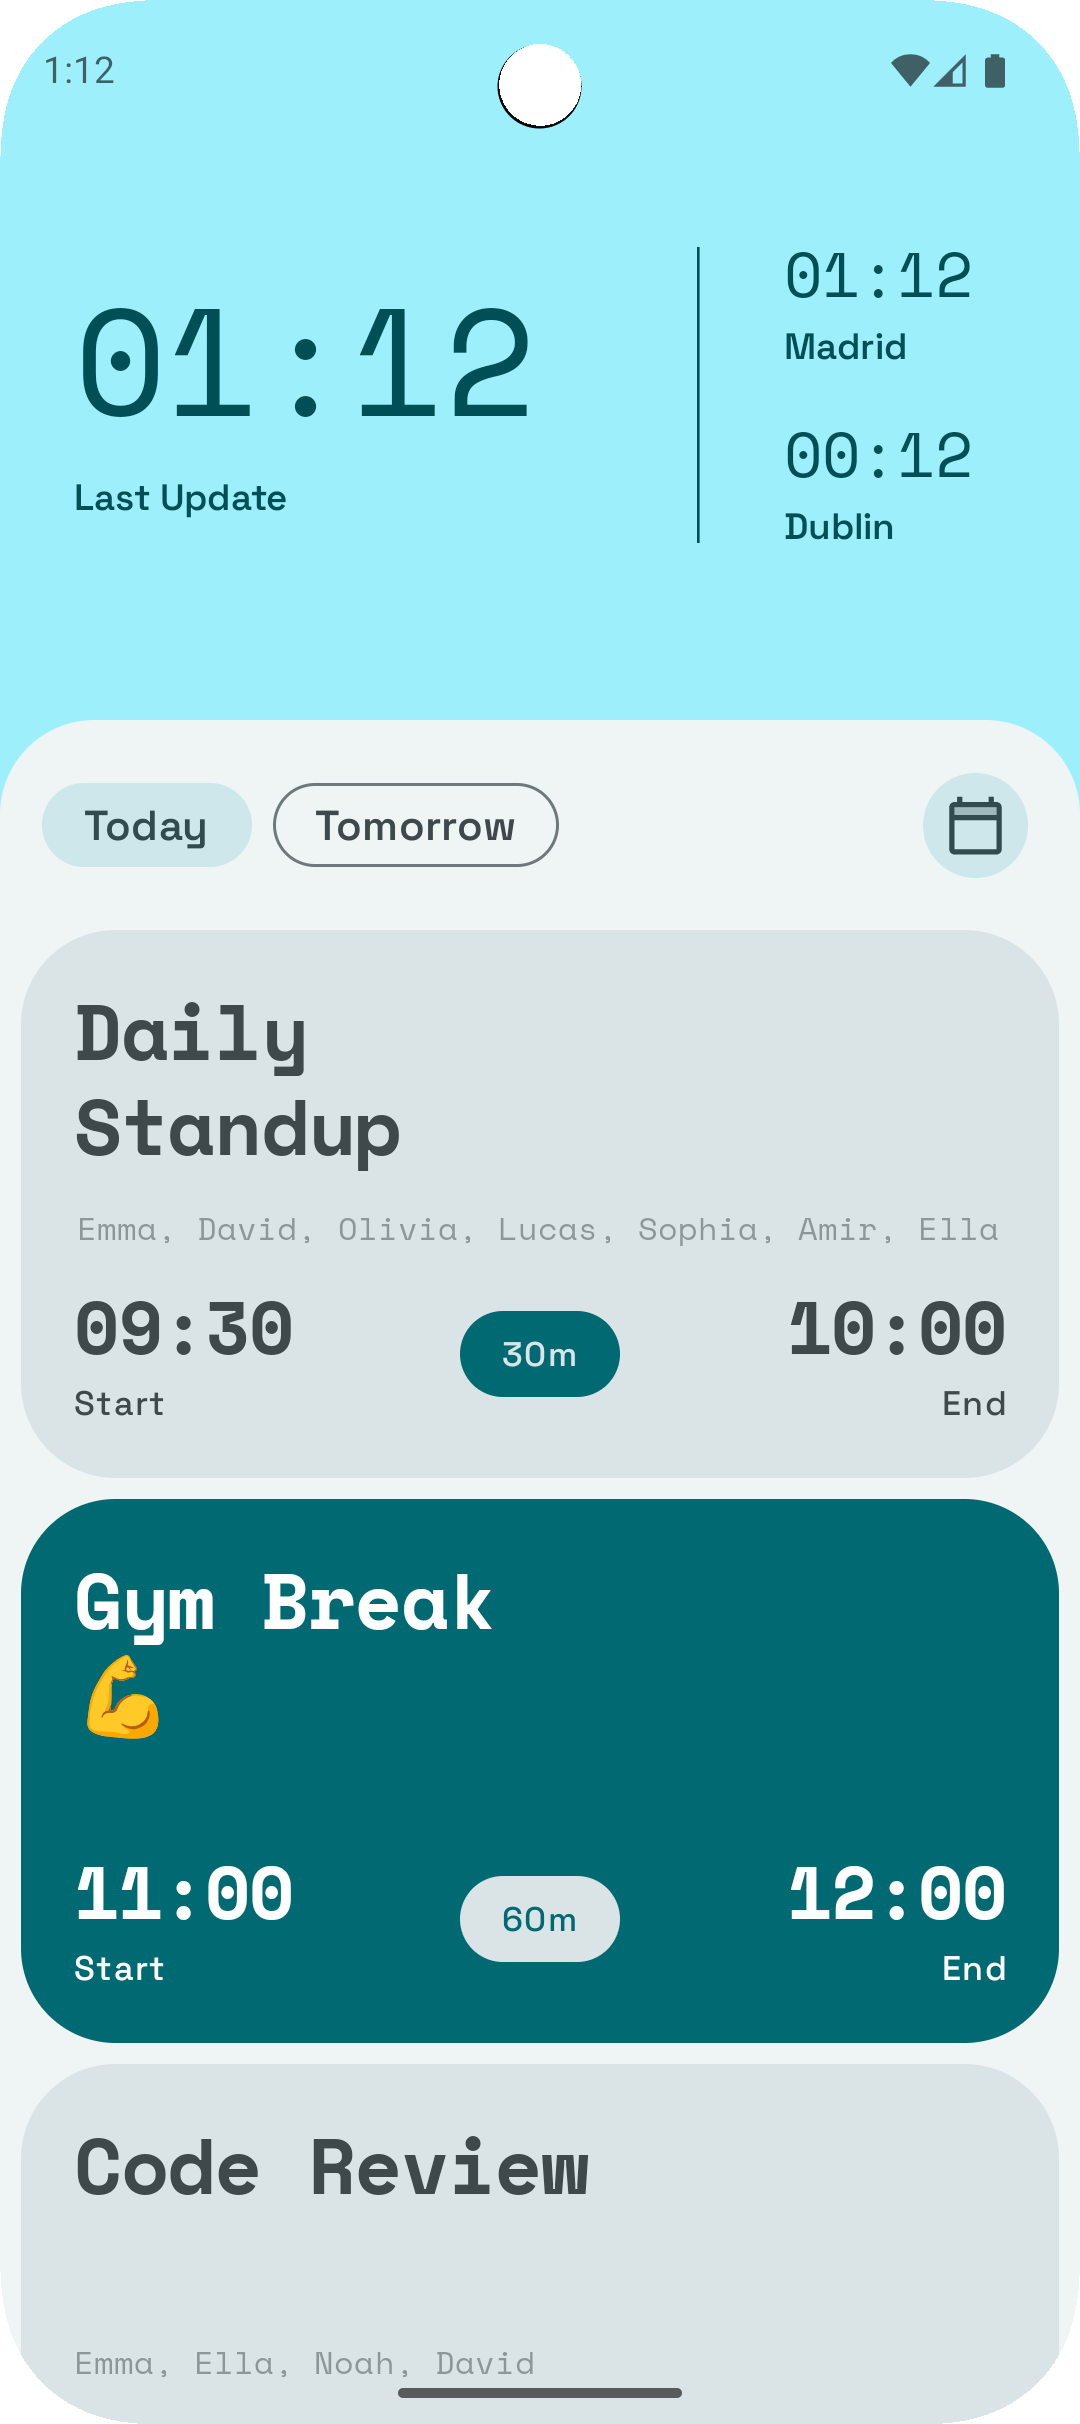 1:12
01:12
Last Update
01:12
Madrid
00:12
Dublin
Today
Tomorrow
Daily
Standup
Emma, David, Olivia, Lucas, Sophia, Amir, Ella
09:30
Start
30m
10:00
End
Gym Break
💪
11:00
Start
60m
12:00
End
Code Review
Emma, Ella, Noah, David